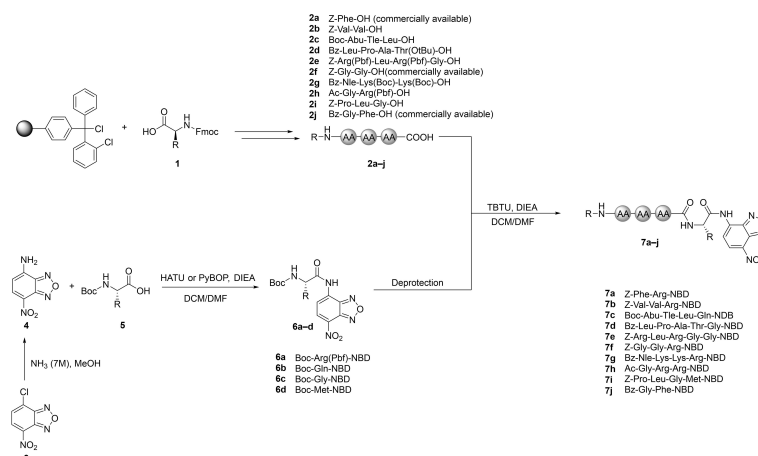 2a Z-Phe-OH (commercially available)
2b Z-Val-Val-OH
2c Boc-Abu-Tle-Leu-OH
2d Bz-Leu-Pro-Ala-Thr(OtBu)-OH
2e Z-Arg(Pbf)-Leu-Arg(Pbf)-Gly-OH
2f Z-Gly-Gly-OH(commercially available)
2g Bz-Nle-Lys(Boc)-Lys(Boc)-OH
2h Ac-Gly-Arg(Pbf)-OH
2i Z-Pro-Leu-Gly-OH
2j Bz-Gly-Phe-OH (commercially available)
Cl
Cl
+
O
HO
H
N
Fmoc
R
1
R-N
H
AA AA AA
COOH
2a–j
TBTU, DIEA
DCM/DMF
R-N
H
AA AA AA
O
N
H
R
O
H
N
N
NO
7a–j
NH2
N
O
N
NO2
4
+
Boc
H
N
O
OH
R
5
HATU or PyBOP, DIEA
DCM/DMF
Boc
H
N
O
H
N
R
N
O
N
NO2
6a–d
Deprotection
6a Boc-Arg(Pbf)-NBD
6b Boc-Gln-NBD
6c Boc-Gly-NBD
6d Boc-Met-NBD
7a Z-Phe-Arg-NBD
7b Z-Val-Val-Arg-NBD
7c Boc-Abu-Tle-Leu-Gln-NDB
7d Bz-Leu-Pro-Ala-Thr-Gly-NBD
7e Z-Arg-Leu-Arg-Gly-Gly-NBD
7f Z-Gly-Gly-Arg-NBD
7g Bz-Nle-Lys-Lys-Arg-NBD
7h Ac-Gly-Arg-Arg-NBD
7i Z-Pro-Leu-Gly-Met-NBD
7j Bz-Gly-Phe-NBD
NH3 (7M), MeOH
Cl
N
O
N
NO2